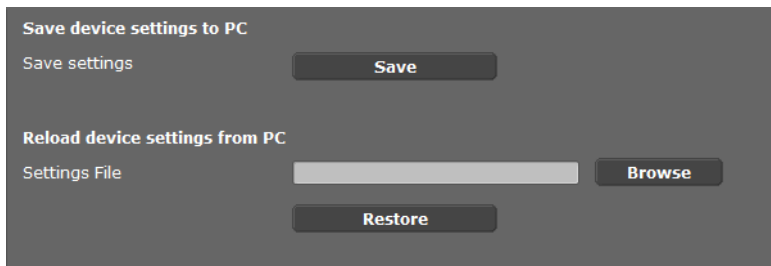 Save device settings to PC
Save settings Save
Reload device settings from PC
Settings File Browse
Restore